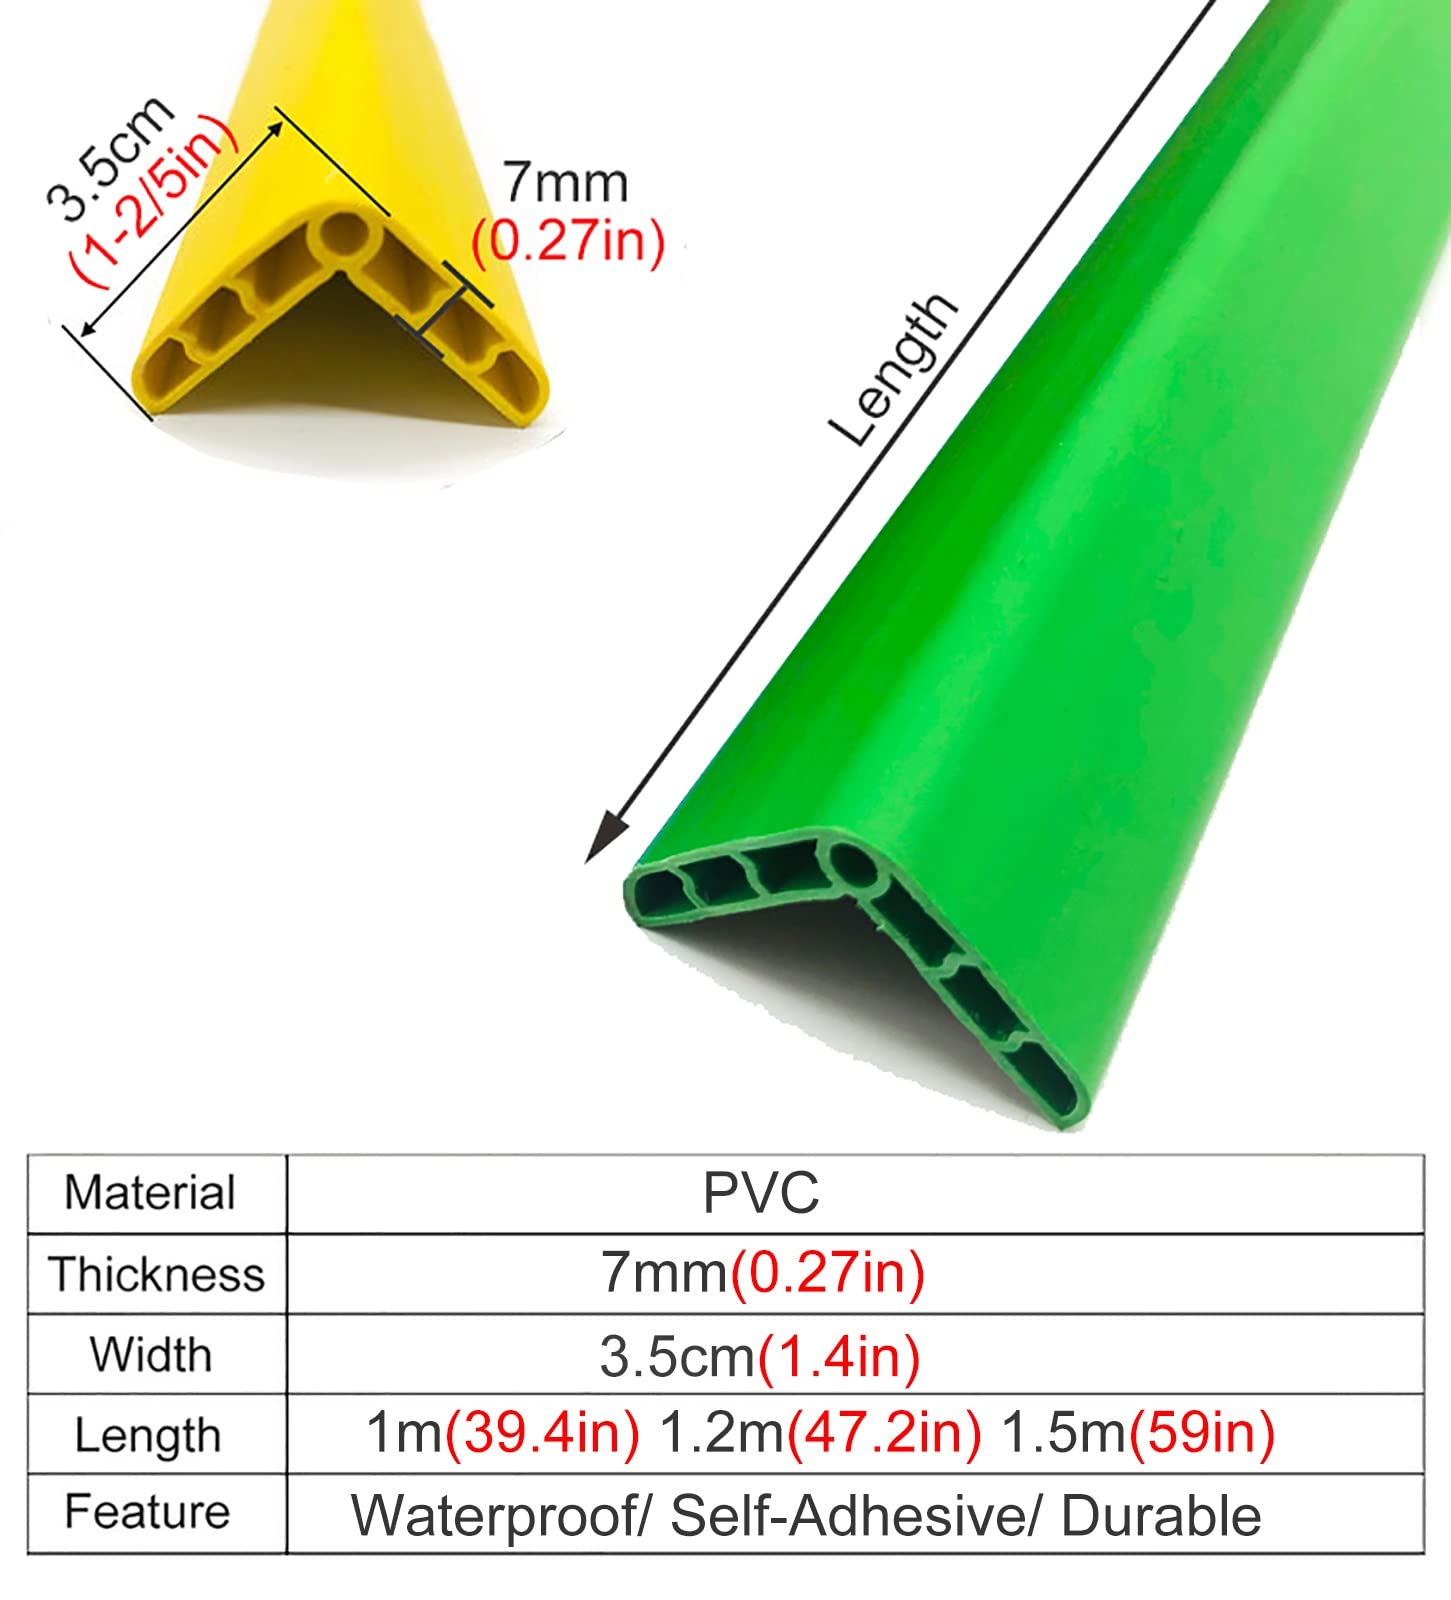 3.5cm
(1-2/5in)
7mm
(0.27in)
Length
Material PVC
Thickness 7mm(0.27in)
Width 3.5cm(1.4in)
Length 1m(39.4in) 1.2m(47.2in) 1.5m(59in)
Feature Waterproof/ Self-Adhesive/ Durable